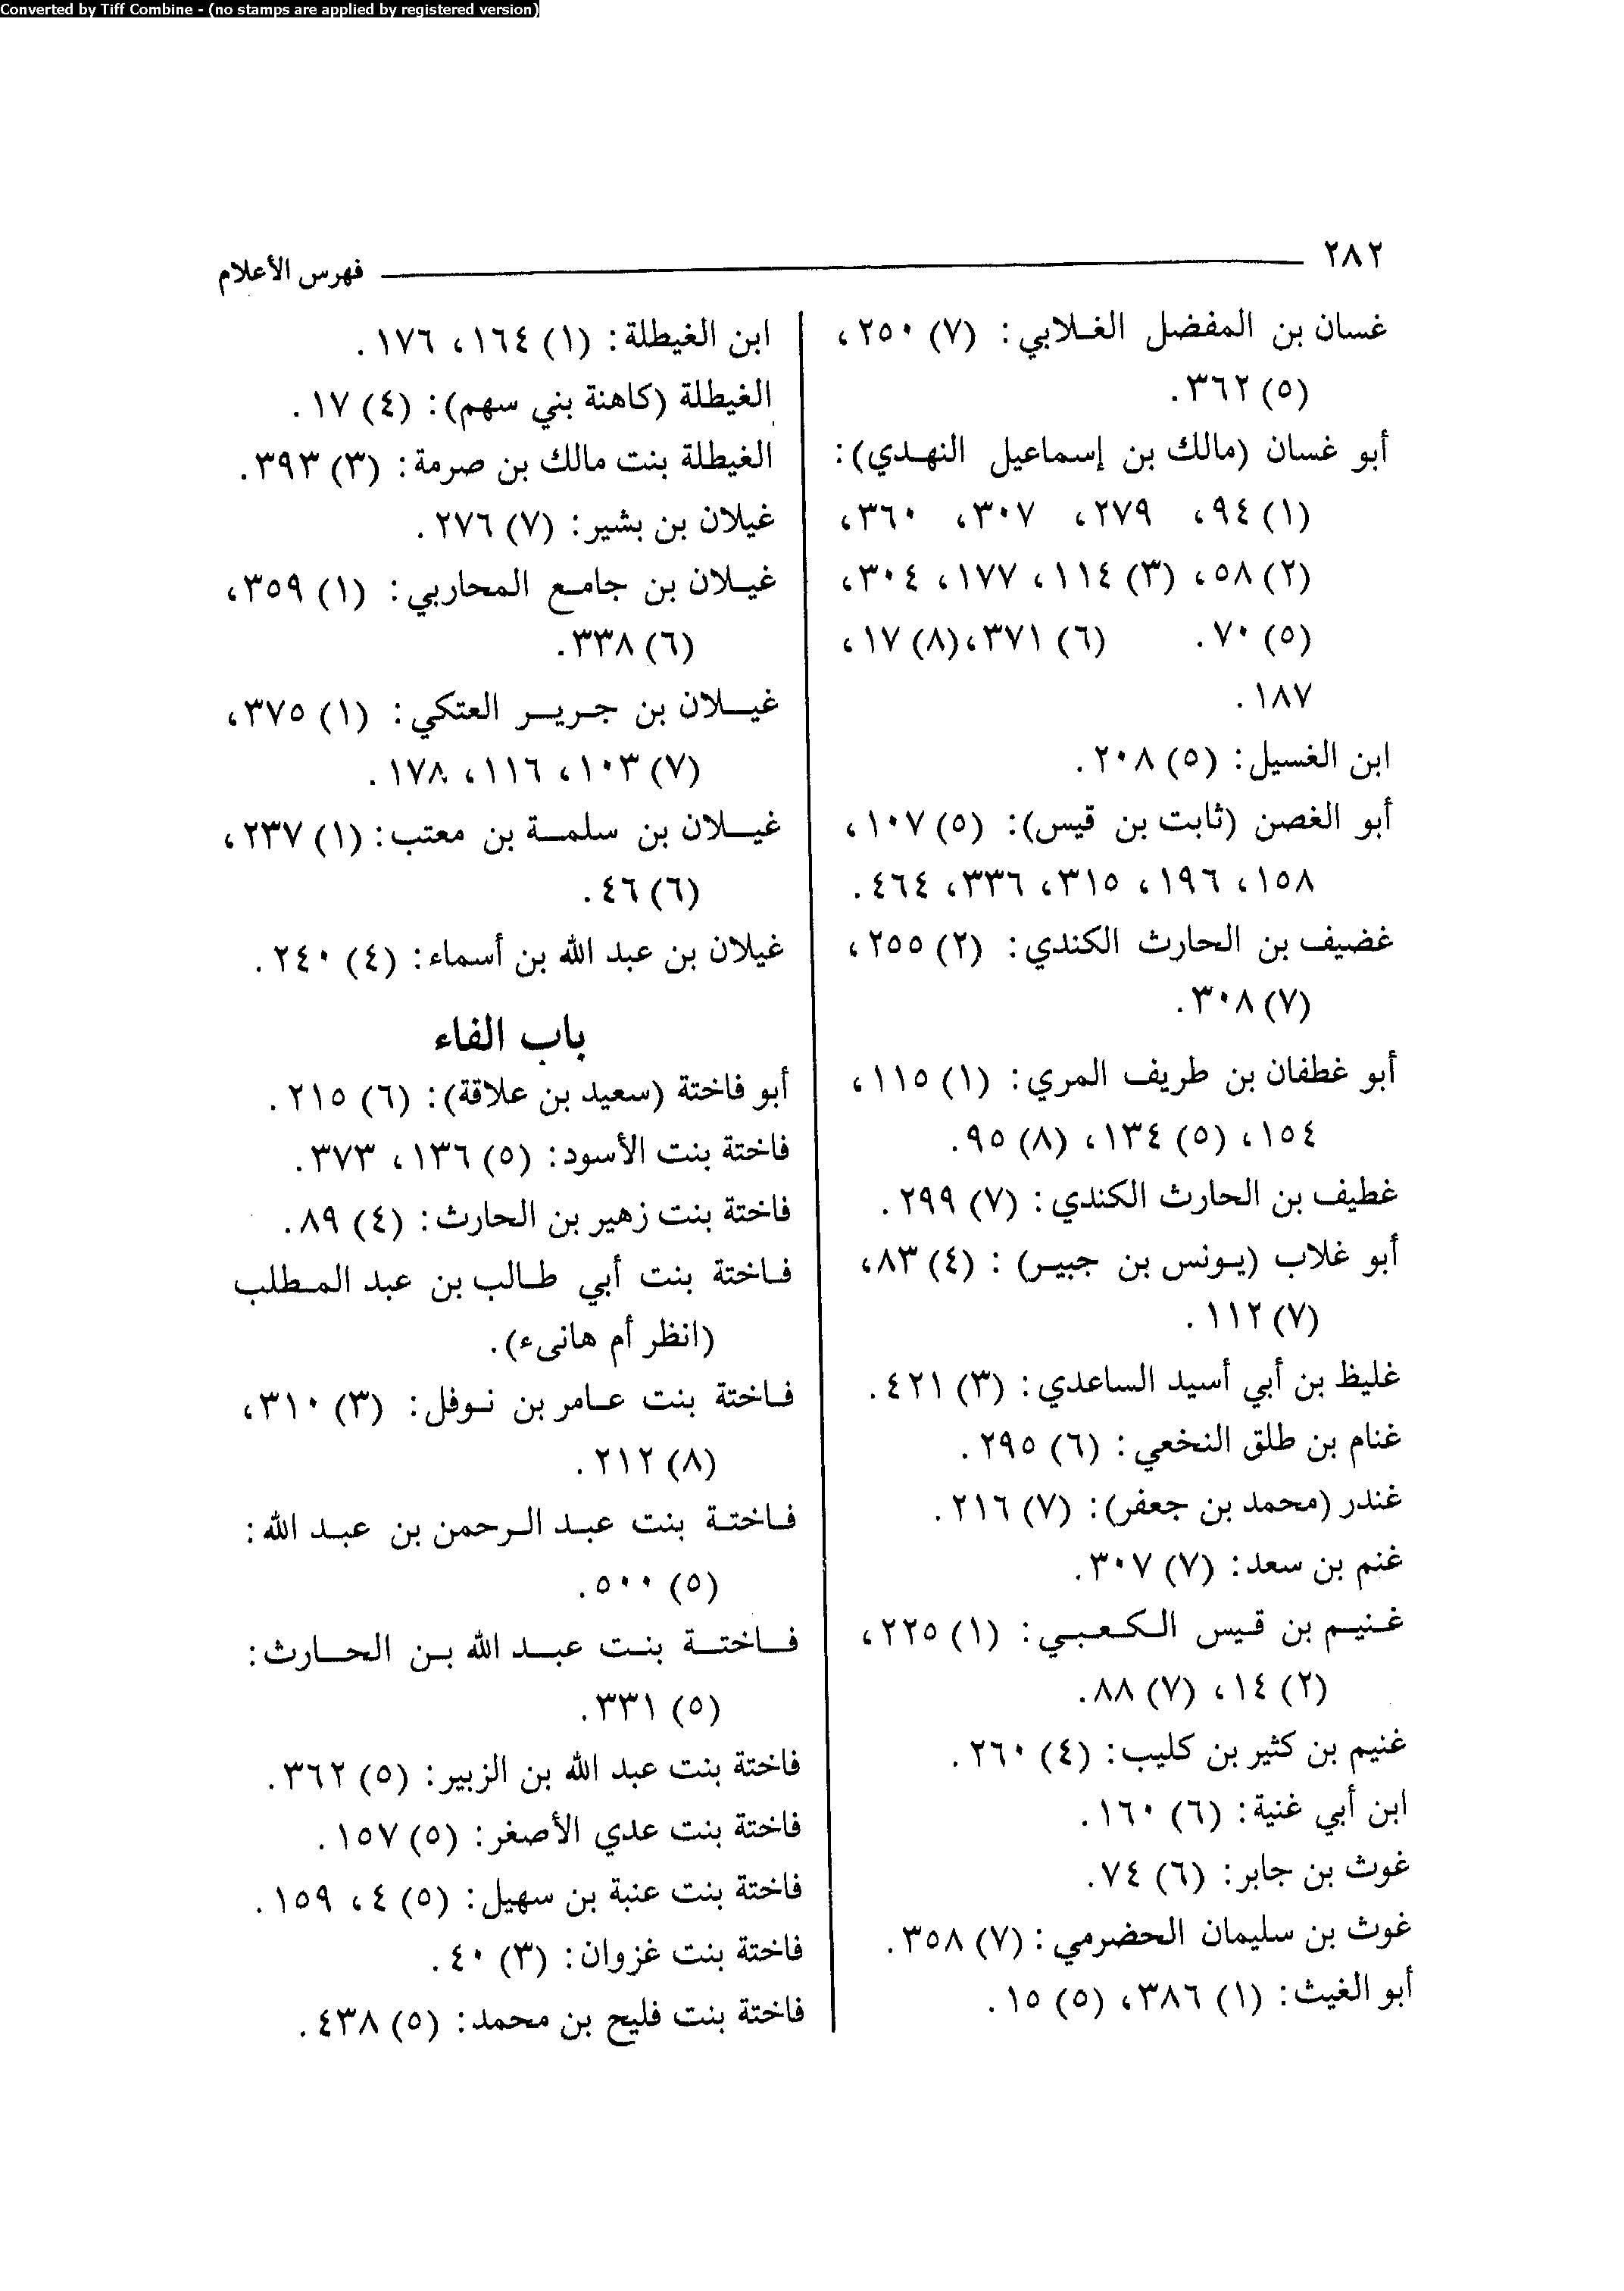 Converted by Tiff Combine - (no stamps are applied by registered version)
٢٨٢ فهرس الأعلام
غسان بن المفضل الغلابي: (٧) ٢٥٠،
(٥) ٣٦٢.
أبو غسان (مالك بن إسماعيل النهدي):
(١) ٩٤، ٢٧٩، ٣٠٧، ٣٦٠،
(٢) ٥٨، (٣) ١١٤، ١٧٧، ٣٠٤،
(٥) ٧٠. (٦) ٣٧١،(٨) ١٧،
١٨٧.
ابن الغسيل: (٥) ٢٠٨.
أبو الغصن (ثابت بن قيس): (٥) ١٠٧،
١٥٨، ١٩٦، ٣١٥، ٣٣٦، ٤٦٤.
غضيف بن الحارث الكندي: (٢) ٢٥٥،
(٧) ٣٠٨.
أبو غطفان بن طريف المري: (١) ١١٥،
١٥٤، (٥) ١٣٤، (٨) ٩٥.
غطيف بن الحارث الكندي: (٧) ٢٩٩.
أبو غلاب (يونس بن جبير) : (٤) ٨٣،
(٧) ١١٢.
غليظ بن أبي أسيد الساعدي: (٣) ٤٢١.
غنام بن طلق النخعي: (٦) ٢٩٥.
غندر (محمد بن جعفر): (٧) ٢١٦.
غنم بن سعد: (٧) ٣٠٧.
غنيم بن قيس الكعبي: (١) ٢٢٥،
(٢) ١٤، (٧) ٨٨.
غنيم بن كثير بن كليب: (٤) ٢٦٠.
ابن أبي غنية: (٦) ١٦٠.
غوث بن جابر: (٦) ٧٤.
غوث بن سليمان الحضرمي: (٧) ٣٥٨.
أبو الغيث: (١) ٣٨٦، (٥) ١٥.
ابن الغيطلة: (١) ١٦٤، ١٧٦.
الغيطلة (كاهنة بني سهم): (٤) ١٧.
الغيطلة بنت مالك بن صرمة: (٣) ٣٩٣.
غيلان بن بشير: (٧) ٢٧٦.
غيلان بن جامع المحاربي: (١) ٣٥٩،
(٦) ٣٣٨.
غيلان بن جرير العتكي: (١) ٣٧٥،
(٧) ١٠٣، ١١٦، ١٧٨.
غيلان بن سلمة بن معتب: (١) ٢٣٧،
(٦) ٤٦.
غيلان بن عبد الله بن أسماء: (٤) ٢٤٠.
باب الفاء
أبو فاختة (سعيد بن علاقة): (٦) ٢١٥.
فاختة بنت الأسود: (٥) ١٣٦، ٣٧٣.
فاختة بنت زهير بن الحارث: (٤) ٨٩.
فاختة بنت أبي طالب بن عبد المطلب
(انظر أم هانىء).
فاختة بنت عامر بن نوفل: (٣) ٣١٠،
(٨) ٢١٢.
فاختة بنت عبد الرحمن بن عبد الله:
(٥) ٥٠٠.
فاختة بنت عبد الله بن الحارث:
(٥) ٣٣١.
فاختة بنت عبد الله بن الزبير: (٥) ٣٦٢.
فاختة بنت عدي الأصغر: (٥) ١٥٧.
فاختة بنت عنبة بن سهيل: (٥) ٤، ١٥٩.
فاختة بنت غزوان: (٣) ٤٠.
فاختة بنت فليح بن محمد: (٥) ٤٣٨.